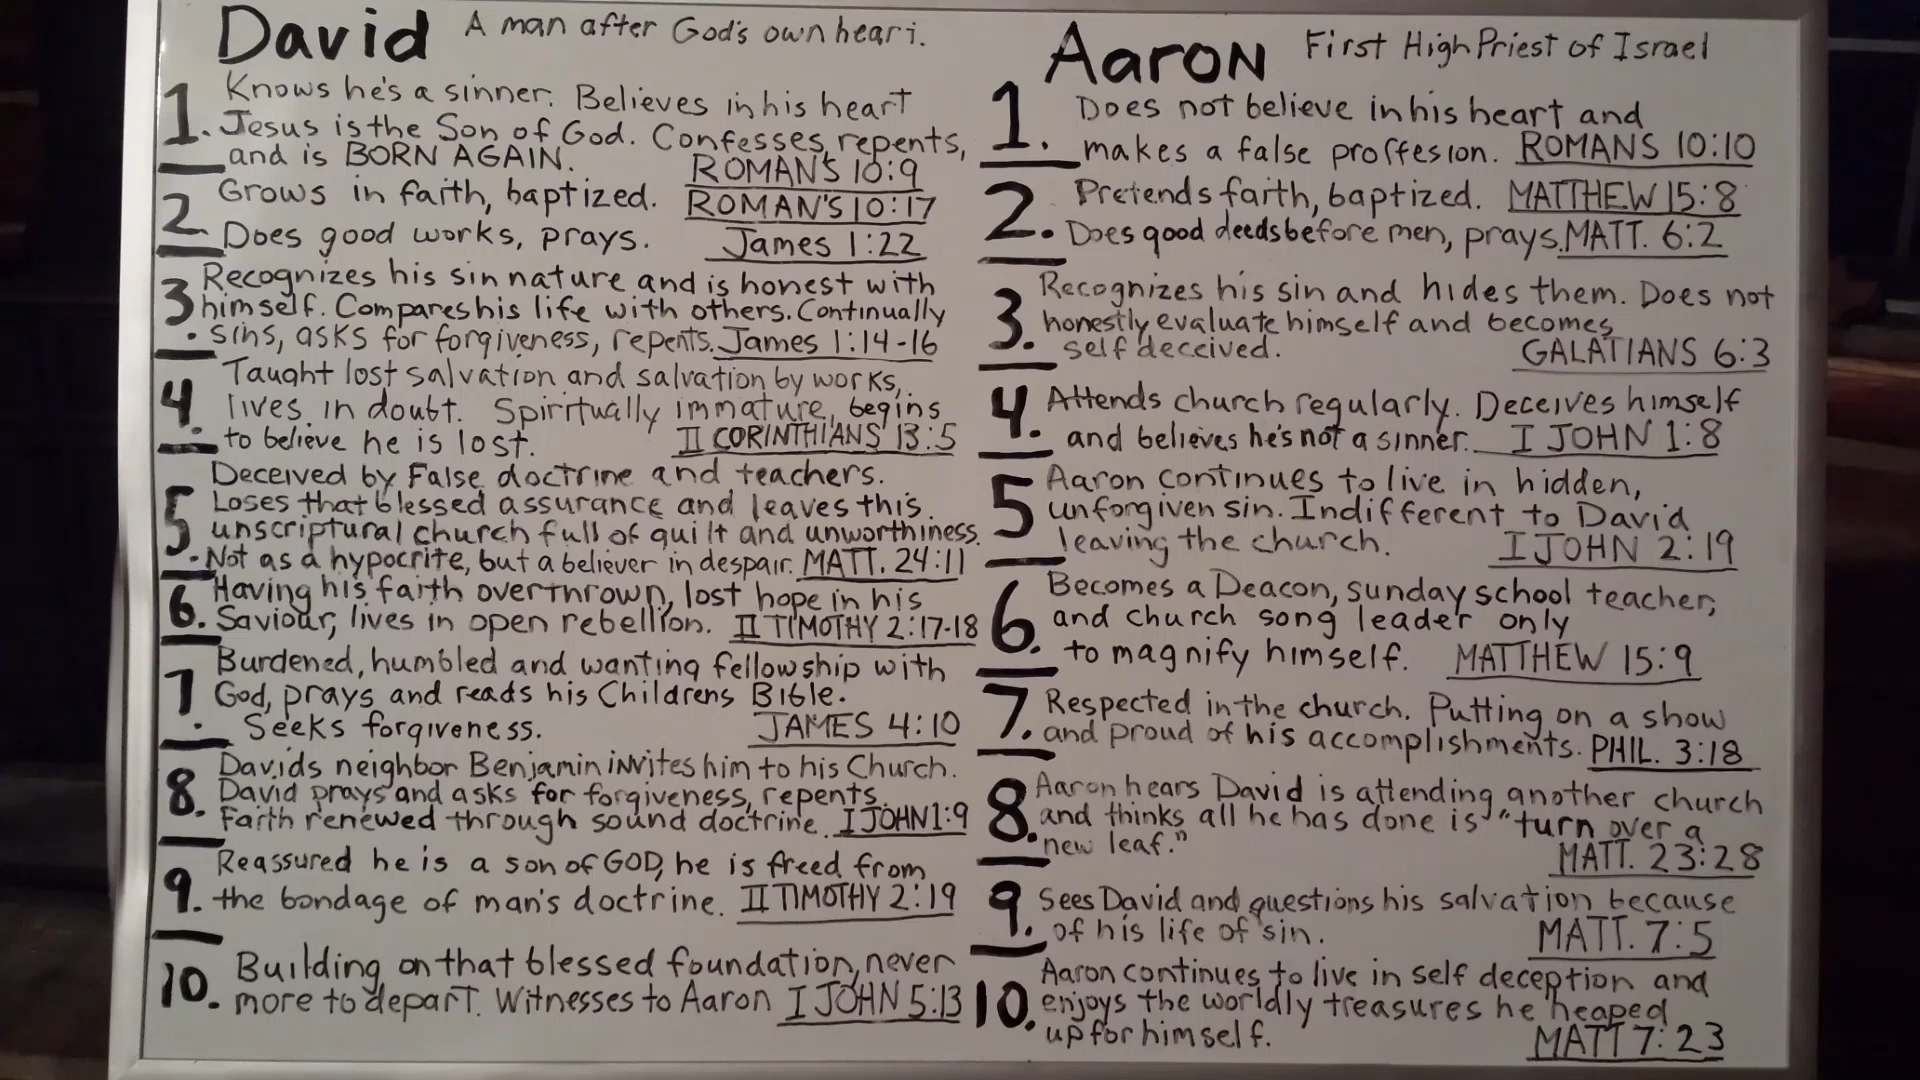 David A man after God's own heart.
1. Knows he's a sinner. Believes in his heart
Jesus is the Son of God. Confesses, repents,
and is BORN AGAIN. ROMAN'S 10:9
2. Grows in faith, baptized. ROMAN'S 10:17
Does good works, prays. James 1:22
3. Recognizes his sin nature and is honest with
himself. Compares his life with others. Continually
sins, asks for forgiveness, repents. James 1:14-16
4. Taught lost salvation and salvation by works,
lives in doubt. Spiritually immature, begins
to believe he is lost. II CORINTHIANS 13:5
5. Deceived by False doctrine and teachers.
Loses that blessed assurance and leaves this
unscriptural church full of guilt and unworthiness.
Not as a hypocrite, but a believer in despair. MATT. 24:11
6. Having his faith overthrown, lost hope in his
Saviour, lives in open rebellion. II TIMOTHY 2:17-18
7. Burdened, humbled and wanting fellowship with
God, prays and reads his Childrens Bible.
Seeks forgiveness. JAMES 4:10
8. Davids neighbor Benjamin invites him to his Church.
David prays and asks for forgiveness, repents.
Faith renewed through sound doctrine. I JOHN 1:9
9. Reassured he is a son of GOD, he is freed from
the bondage of man's doctrine. II TIMOTHY 2:19
10. Building on that blessed foundation, never
more to depart. Witnesses to Aaron I JOHN 5:13
Aaron First High Priest of Israel
1. Does not believe in his heart and
makes a false proffesion. ROMANS 10:10
2. Pretends faith, baptized. MATTHEW 15:8
Does good deeds before men, prays. MATT. 6:2
3. Recognizes his sin and hides them. Does not
honestly evaluate himself and becomes
self deceived. GALATIANS 6:3
4. Attends church regularly. Deceives himself
and believes he's not a sinner. I JOHN 1:8
5. Aaron continues to live in hidden,
unforgiven sin. Indifferent to David
leaving the church. I JOHN 2:19
6. Becomes a Deacon, sunday school teacher,
and church song leader only
to magnify himself. MATTHEW 15:9
7. Respected in the church. Putting on a show
and proud of his accomplishments. PHIL. 3:18
8. Aaron hears David is attending another church
and thinks all he has done is "turn over a
new leaf." MATT. 23:28
9. Sees David and questions his salvation because
of his life of sin. MATT. 7:5
10. Aaron continues to live in self deception and
enjoys the worldly treasures he heaped
up for himself. MATT 7:23